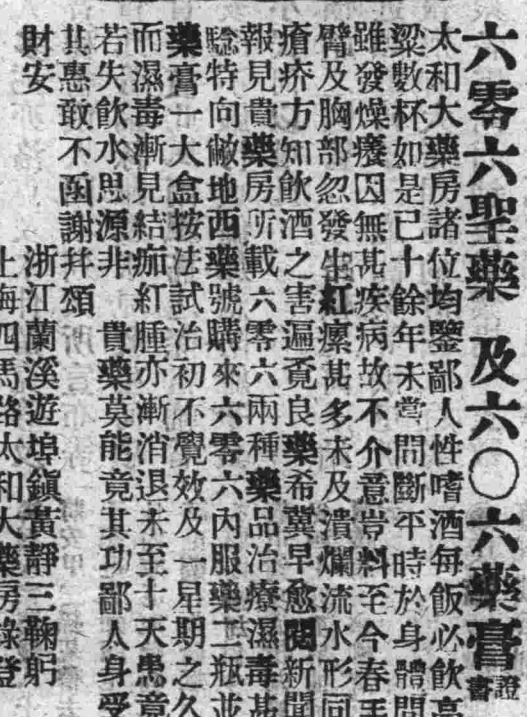 六零六聖藥 及六〇六藥膏證書
太和大藥房諸位均鑒鄙人性嗜酒每飯必飲高
粱數杯如是已十餘年未嘗間斷平時於身體間
雖發燥癢因無甚疾病故不介意豈料至今春手
臂及胸部忽發生紅瘰甚多未及潰爛流水形同
瘡疥方知飲酒之害遍覓良藥希冀早愈閱新聞
報見貴藥房所載六零六兩種藥品治療濕毒甚
騐特向敝地西藥號購來六零六內服藥二瓶並
藥膏一大盒按法試治初不覺效及一星期之久
而濕毒漸見結痂紅腫亦漸消退未至十天患竟
若失飲水思源非 貴藥莫能竟其功鄙人身受
其惠敢不函謝幷頌
財安
浙江蘭溪遊埠鎮黃靜三鞠躬
上海四馬路太和大藥房錄登